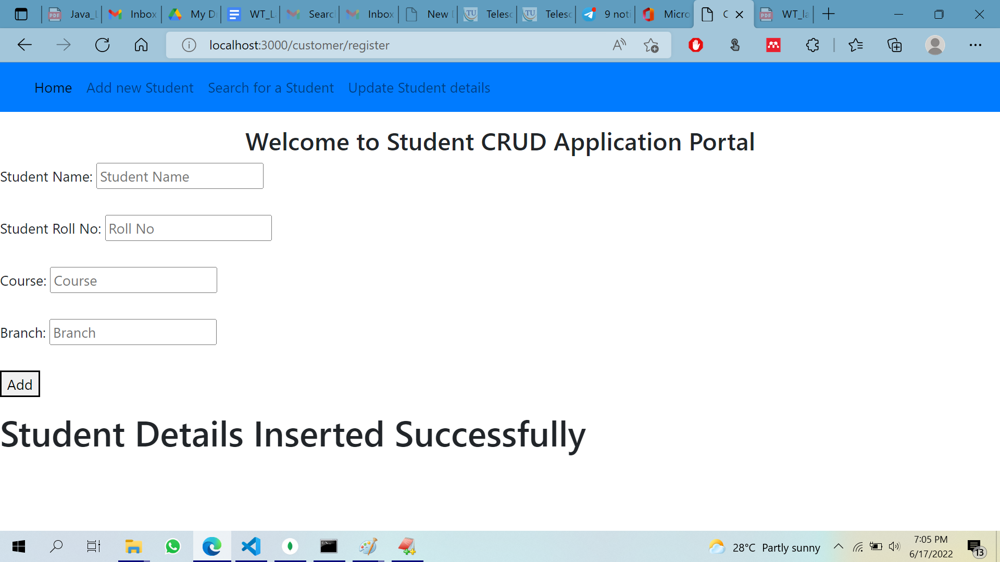 Java_L
Inbox
My Dr
WT_L
Searc
Inbox
New
Telesc
Telesc
9 noti
Micro
C
WT_la
localhost:3000/customer/register
Home Add new Student Search for a Student Update Student details
Welcome to Student CRUD Application Portal
Student Name: Student Name
Student Roll No: Roll No
Course: Course
Branch: Branch
Add
Student Details Inserted Successfully
28°C Partly sunny
7:05 PM
6/17/2022
13